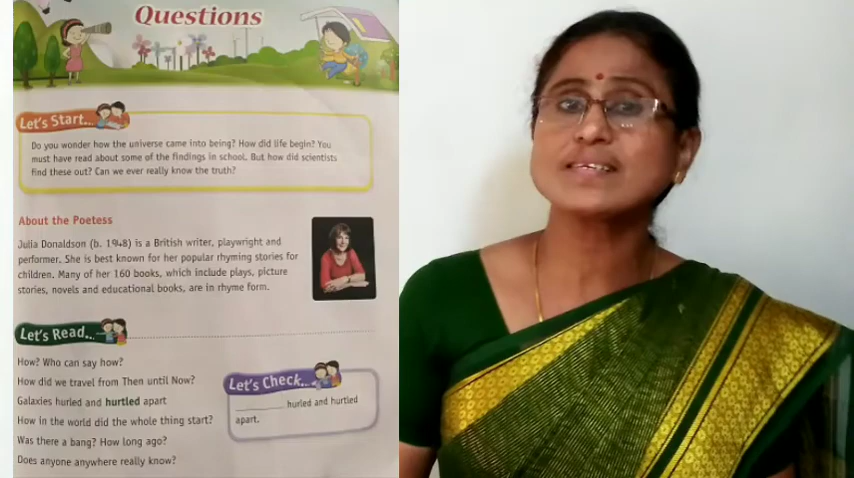 Questions
Let's Start...
Do you wonder how the universe came into being? How did life begin? You
must have read about some of the findings in school. But how did scientists
find these out? Can we ever really know the truth?
About the Poetess
Julia Donaldson (b. 1948) is a British writer, playwright and
performer. She is best known for her popular rhyming stories for
children. Many of her 160 books, which include plays, picture
stories, novels and educational books, are in rhyme form.
Let's Read...
How? Who can say how?
How did we travel from Then until Now?
Galaxies hurled and hurtled apart
How in the world did the whole thing start?
Was there a bang? How long ago?
Does anyone anywhere really know?
Let's Check...
________ hurled and hurtled
apart.